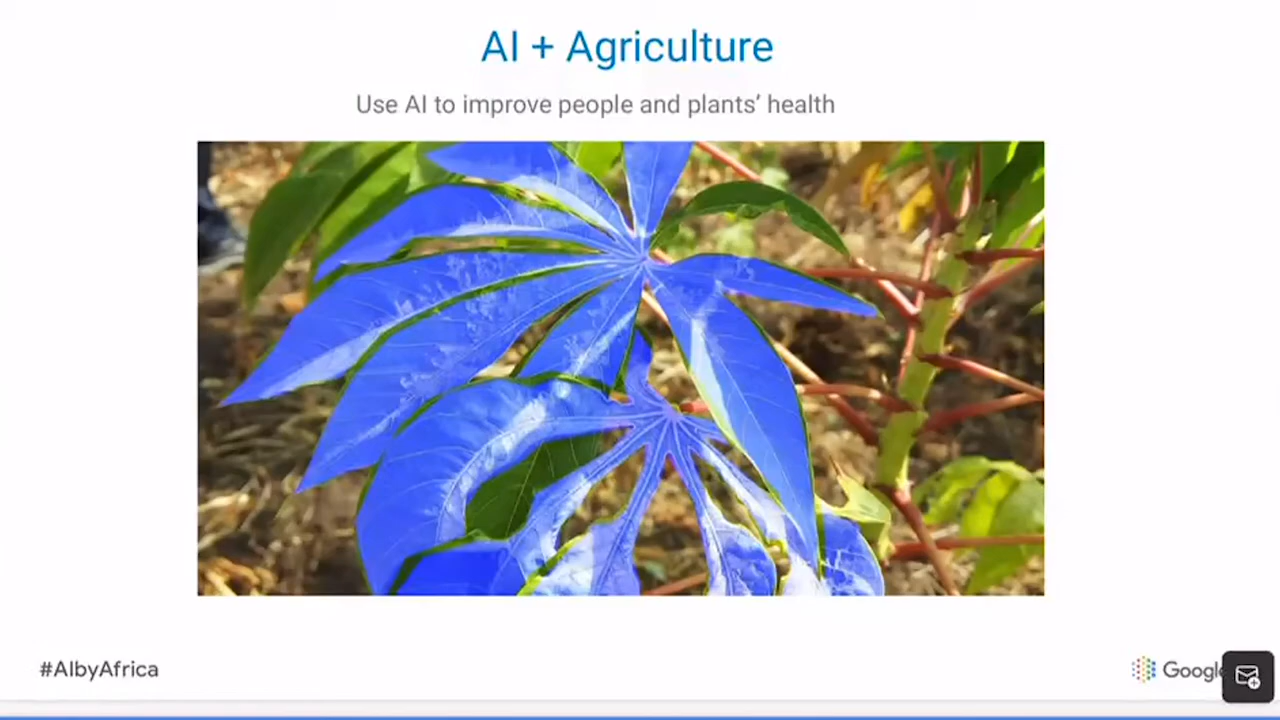 AI + Agriculture
Use AI to improve people and plants’ health
#AIbyAfrica
Google